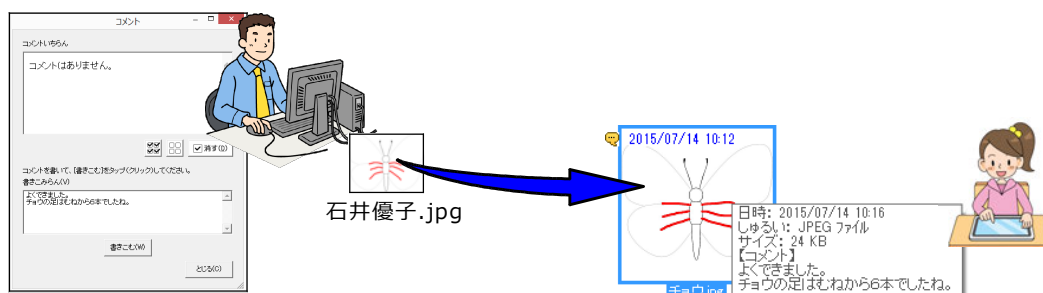 コメント
コメントいちらん
コメントはありません。
消す(D)
コメントを書いて、[書きこむ]をタップ(クリック)してください。
書きこみらん(V)
よくできました。
チョウの足はむねから6本でしたね。
書きこむ(W)
とじる(C)
石井優子.jpg
2015/07/14 10:12
チョウ.jpg
日時: 2015/07/14 10:16
しゅるい: JPEG ファイル
サイズ: 24 KB
【コメント】
よくできました。
チョウの足はむねから6本でしたね。